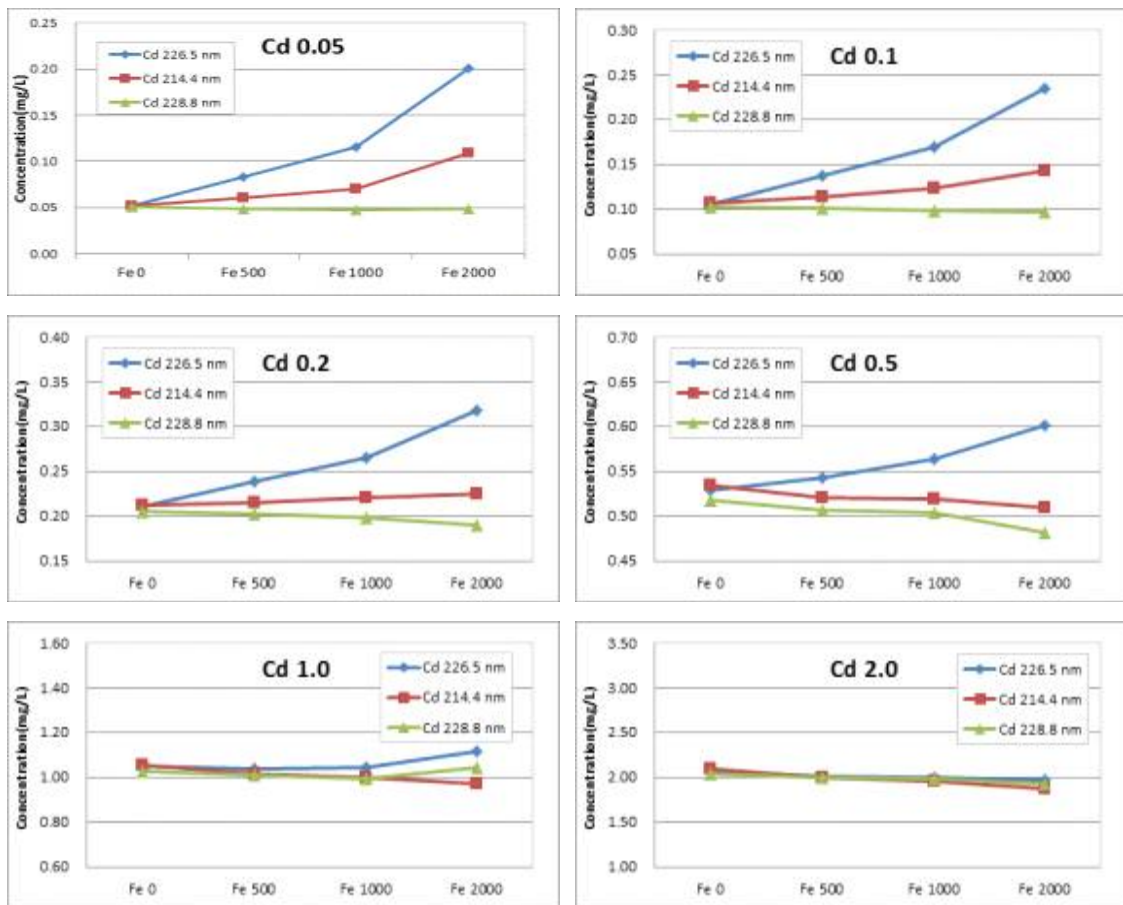 Cd 0.05
Concentration(mg/L)
0.25
0.20
0.15
0.10
0.05
0.00
Cd 226.5 nm
Cd 214.4 nm
Cd 228.8 nm
Fe 0 Fe 500 Fe 1000 Fe 2000
Cd 0.1
Concentration(mg/L)
0.30
0.25
0.20
0.15
0.10
0.05
Cd 226.5 nm
Cd 214.4 nm
Cd 228.8 nm
Fe 0 Fe 500 Fe 1000 Fe 2000
Cd 0.2
Concentration(mg/L)
0.40
0.35
0.30
0.25
0.20
0.15
Cd 226.5 nm
Cd 214.4 nm
Cd 228.8 nm
Fe 0 Fe 500 Fe 1000 Fe 2000
Cd 0.5
Concentration(mg/L)
0.70
0.65
0.60
0.55
0.50
0.45
Cd 226.5 nm
Cd 214.4 nm
Cd 228.8 nm
Fe 0 Fe 500 Fe 1000 Fe 2000
Cd 1.0
Concentration(mg/L)
1.60
1.40
1.20
1.00
0.80
0.60
Cd 226.5 nm
Cd 214.4 nm
Cd 228.8 nm
Fe 0 Fe 500 Fe 1000 Fe 2000
Cd 2.0
Concentration(mg/L)
3.50
3.00
2.50
2.00
1.50
1.00
Cd 226.5 nm
Cd 214.4 nm
Cd 228.8 nm
Fe 0 Fe 500 Fe 1000 Fe 2000